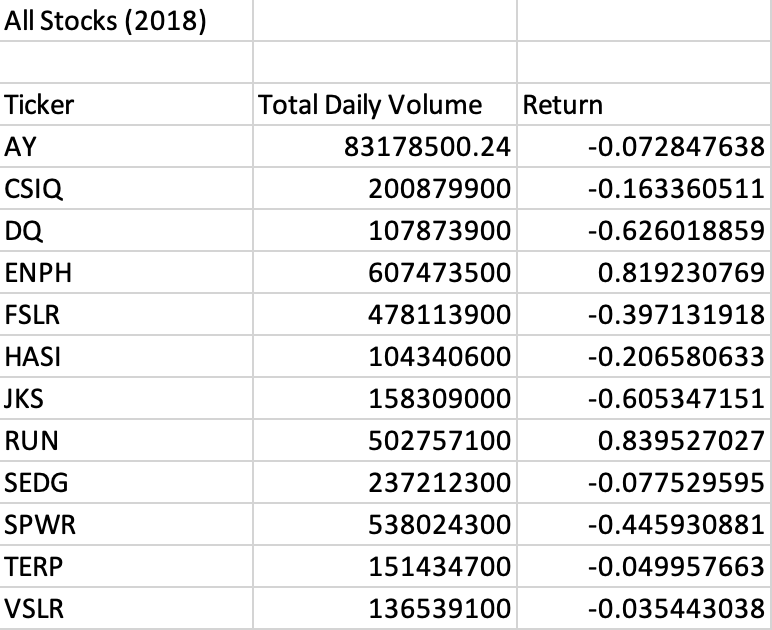 All Stocks (2018)
Ticker Total Daily Volume Return
AY 83178500.24 -0.072847638
CSIQ 200879900 -0.163360511
DQ 107873900 -0.626018859
ENPH 607473500 0.819230769
FSLR 478113900 -0.397131918
HASI 104340600 -0.206580633
JKS 158309000 -0.605347151
RUN 502757100 0.839527027
SEDG 237212300 -0.077529595
SPWR 538024300 -0.445930881
TERP 151434700 -0.049957663
VSLR 136539100 -0.035443038